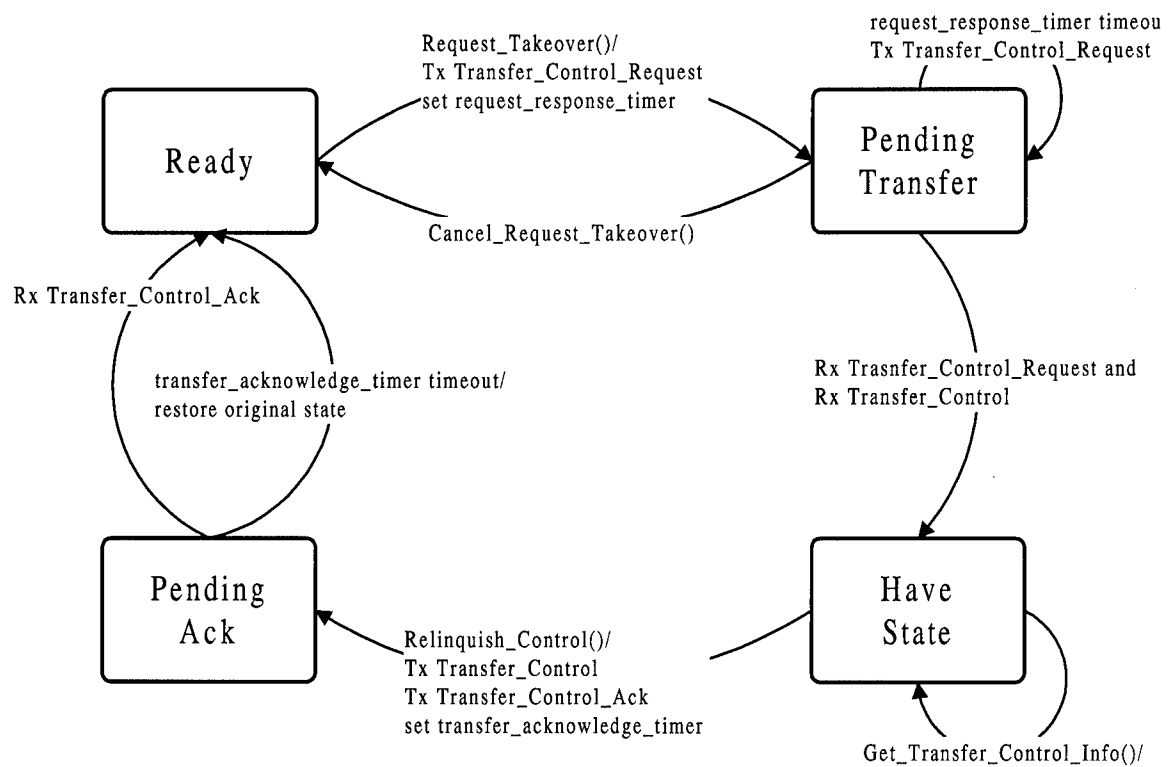 Request_Takeover()/
Tx Transfer_Control_Request
set request_response_timer
request_response_timer timeou
Tx Transfer_Control_Request
Ready
Pending
Transfer
Cancel_Request_Takeover()
Rx Transfer_Control_Ack
transfer_acknowledge_timer timeout/
restore original state
Rx Trasnfer_Control_Request and
Rx Transfer_Control
Pending
Ack
Have
State
Relinquish_Control()/
Tx Transfer_Control
Tx Transfer_Control_Ack
set transfer_acknowledge_timer
Get_Transfer_Control_Info()/